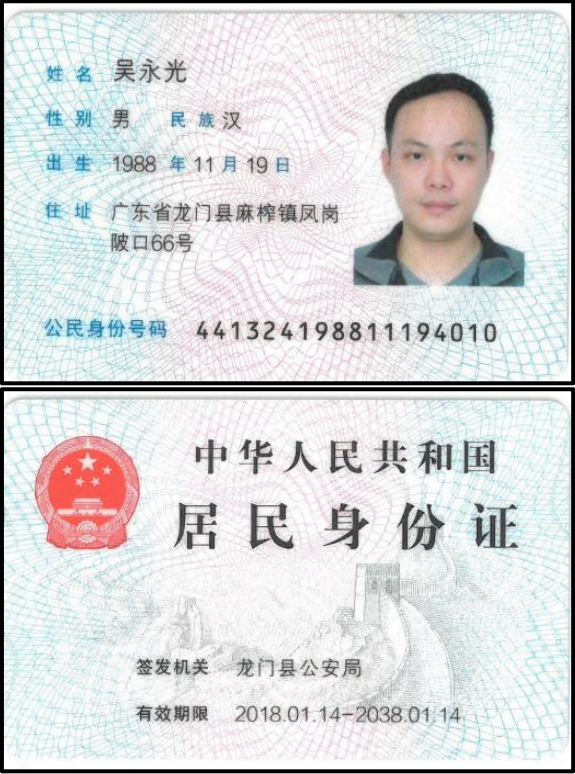 姓名 吴永光
性别 男 民族 汉
出生 1988 年 11 月 19 日
住址 广东省龙门县麻榨镇凤岗
陂口66号
公民身份号码 441324198811194010
中华人民共和国
居民身份证
签发机关 龙门县公安局
有效期限 2018.01.14-2038.01.14